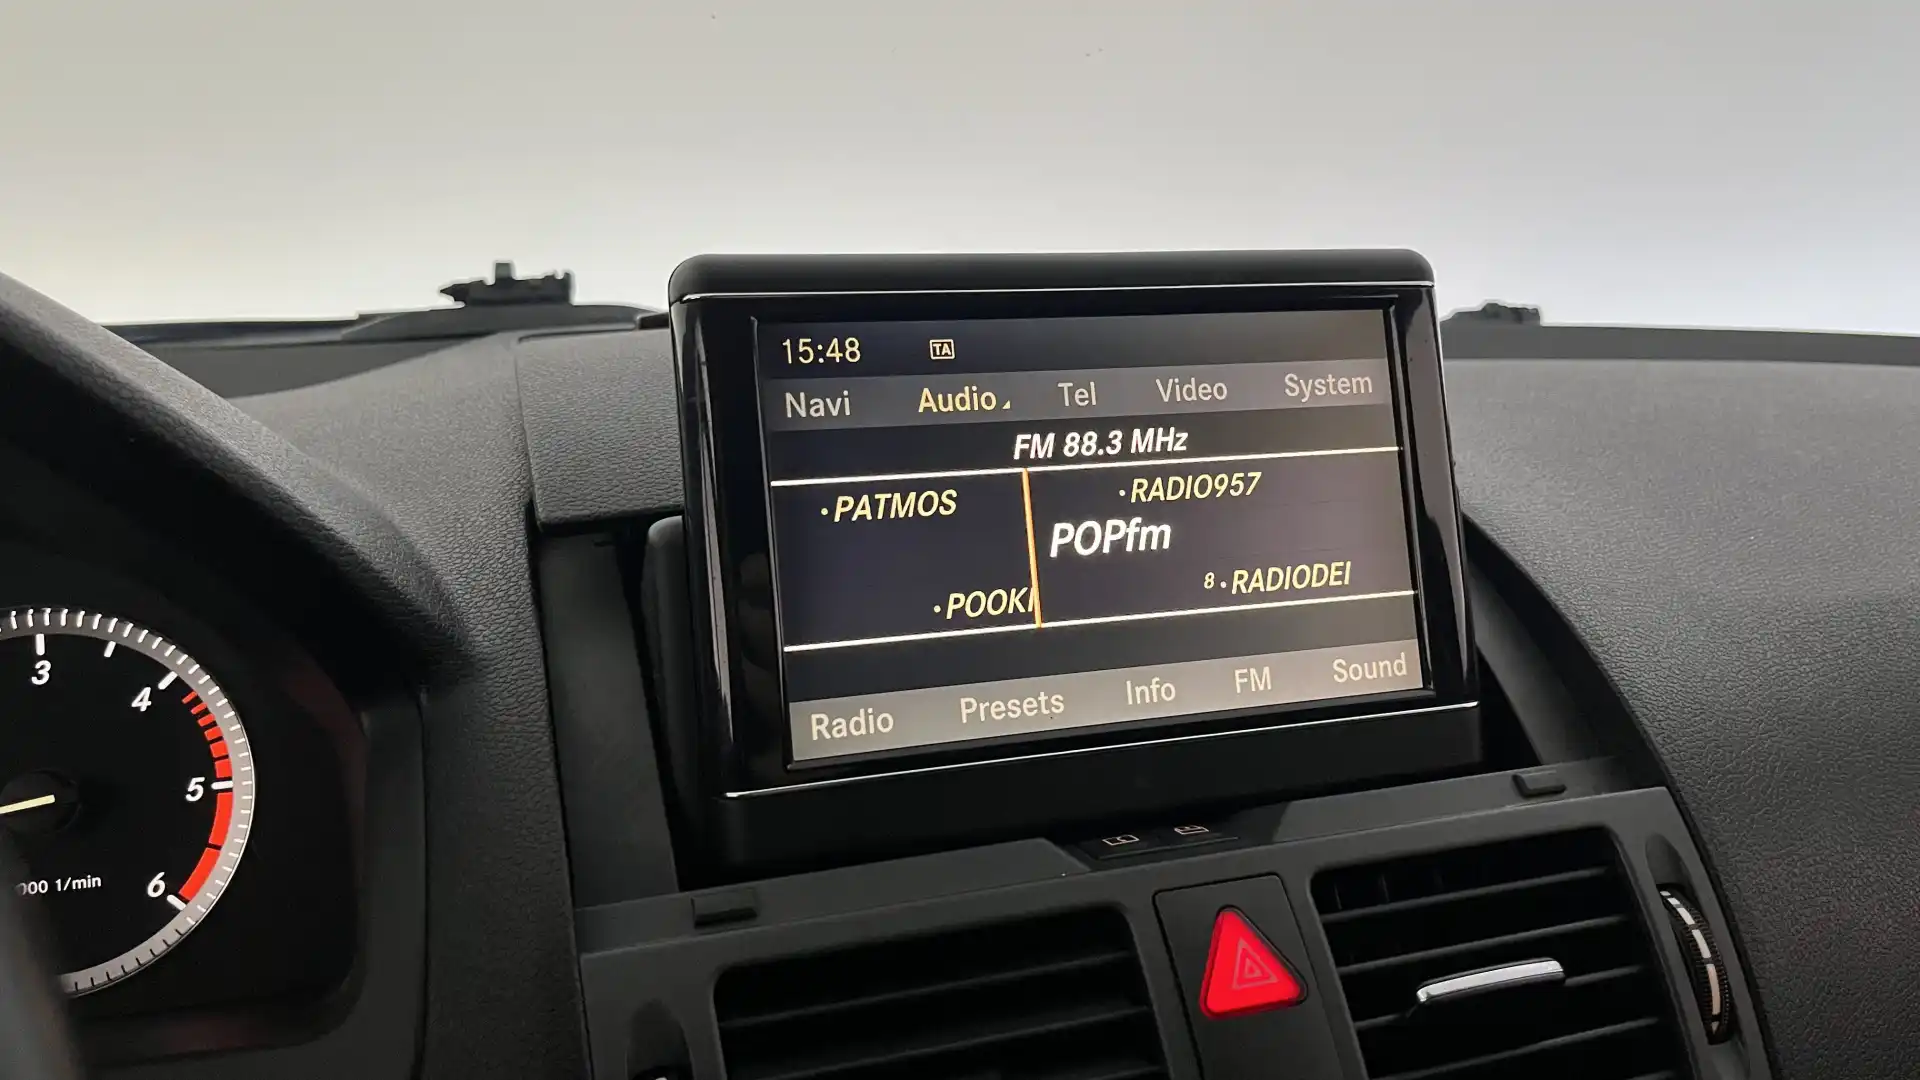 15:48 TA
Navi Audio Tel Video System
FM 88.3 MHz
PATMOS
RADIO957
POPfm
POOKI
8 RADIODEI
Radio Presets Info FM Sound
3
4
5
6
000 1/min